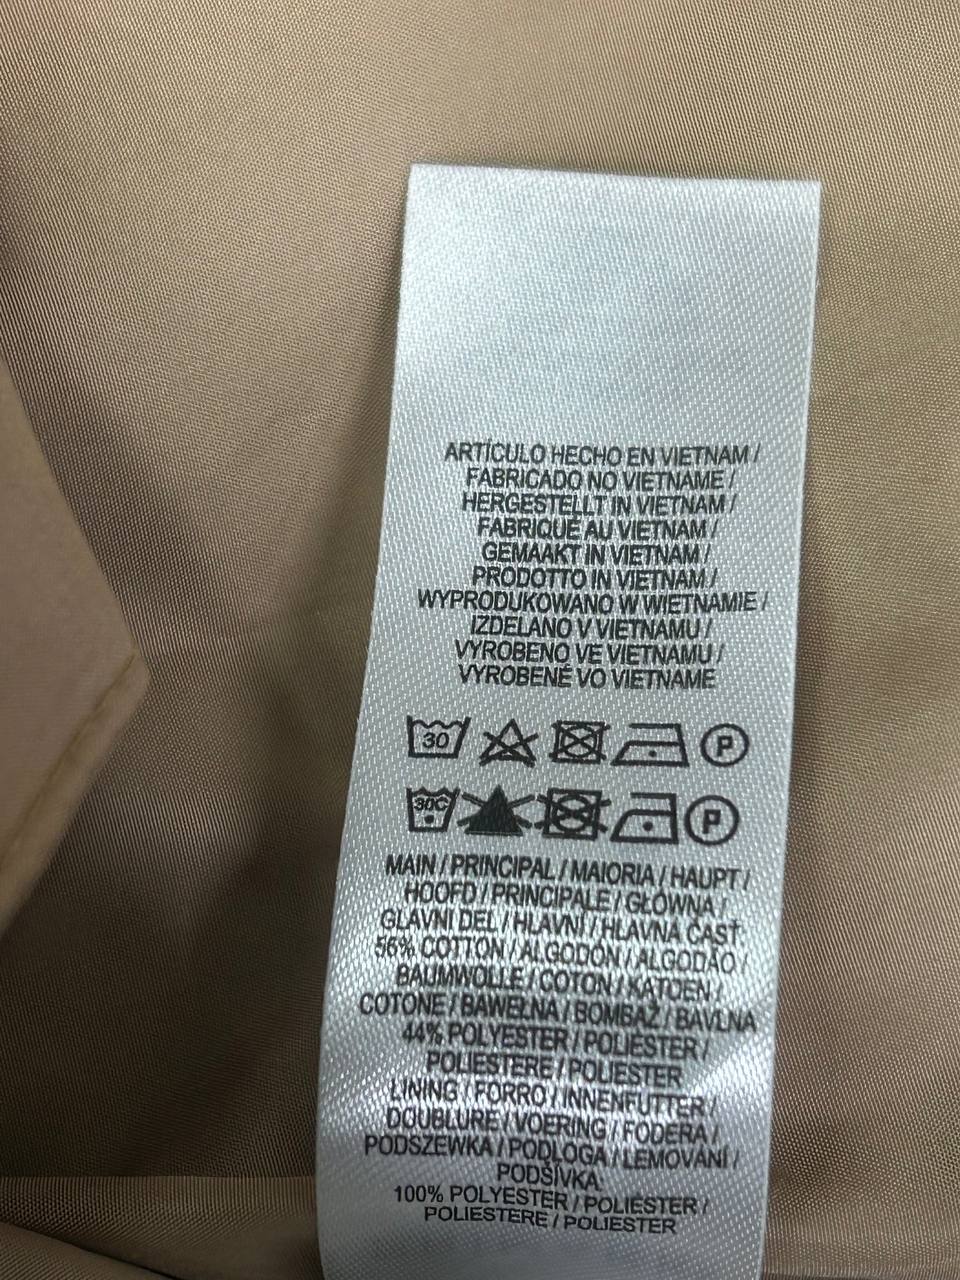 ARTÍCULO HECHO EN VIETNAM /
FABRICADO NO VIETNAME /
HERGESTELLT IN VIETNAM /
FABRIQUÉ AU VIETNAM /
GEMAAKT IN VIETNAM /
PRODOTTO IN VIETNAM /
WYPRODUKOWANO W WIETNAMIE /
IZDELANO V VIETNAMU /
VYROBENO VE VIETNAMU /
VYROBENÉ VO VIETNAME
30 P
30C P
MAIN / PRINCIPAL / MAIORIA / HAUPT /
HOOFD / PRINCIPALE / GŁÓWNA /
GLAVNI DEL / HLAVNÍ / HLAVNÁ ČASŤ:
56% COTTON / ALGODÓN / ALGODÃO /
BAUMWOLLE / COTON / KATOEN /
COTONE / BAWEŁNA / BOMBAŽ / BAVLNA
44% POLYESTER / POLIÉSTER /
POLIESTERE / POLIESTER
LINING / FORRO / INNENFUTTER /
DOUBLURE / VOERING / FODERA /
PODSZEWKA / PODLOGA / LEMOVÁNÍ /
PODŠÍVKA:
100% POLYESTER / POLIÉSTER /
POLIESTERE / POLIESTER